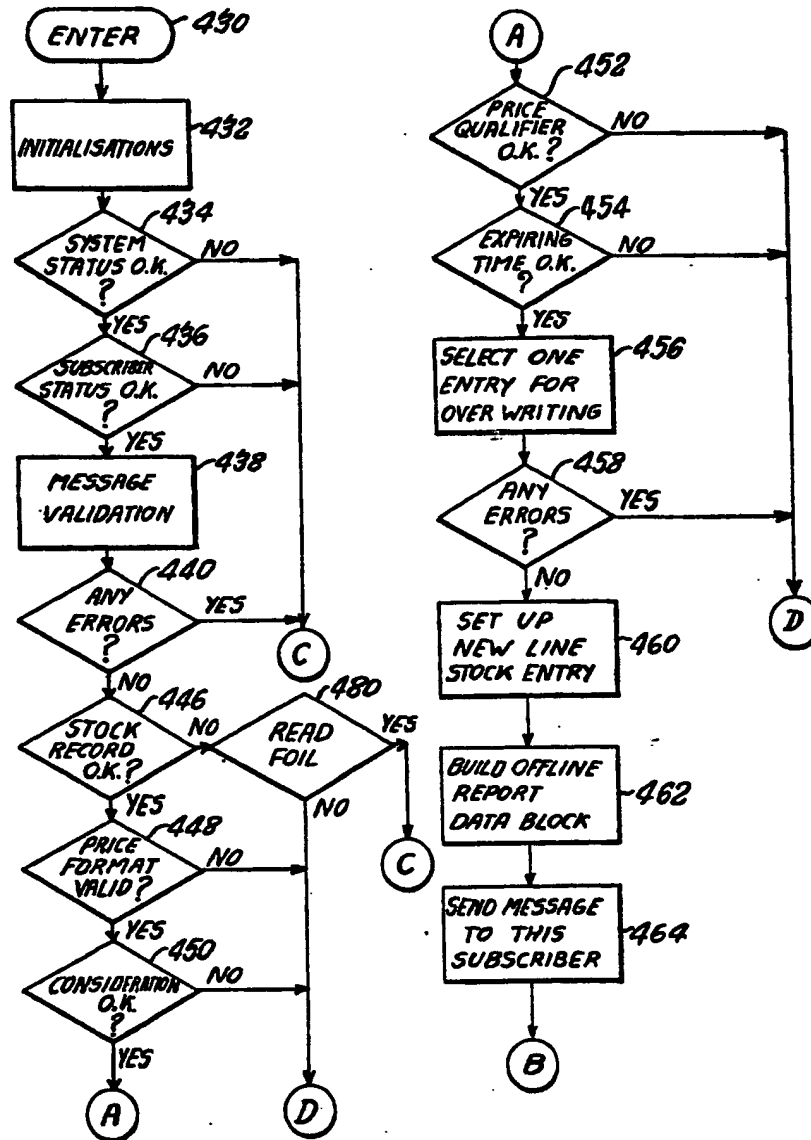 ENTER
430
INITIALISATIONS
432
434
SYSTEM
STATUS O.K.
?
NO
YES
436
SUBSCRIBER
STATUS O.K.
?
NO
YES
438
MESSAGE
VALIDATION
440
ANY
ERRORS
?
YES
C
NO
446
STOCK
RECORD
O.K.?
NO
480
READ
FOIL
YES
C
NO
YES
448
PRICE
FORMAT
VALID?
NO
YES
450
CONSIDERATION
O.K.
?
NO
YES
A
D
A
452
PRICE
QUALIFIER
O.K.?
NO
YES
454
EXPIRING
TIME O.K.
?
NO
YES
SELECT ONE
ENTRY FOR
OVER WRITING
456
458
ANY
ERRORS
?
YES
D
NO
SET UP
NEW LINE
STOCK ENTRY
460
BUILD OFFLINE
REPORT
DATA BLOCK
462
SEND MESSAGE
TO THIS
SUBSCRIBER
464
B